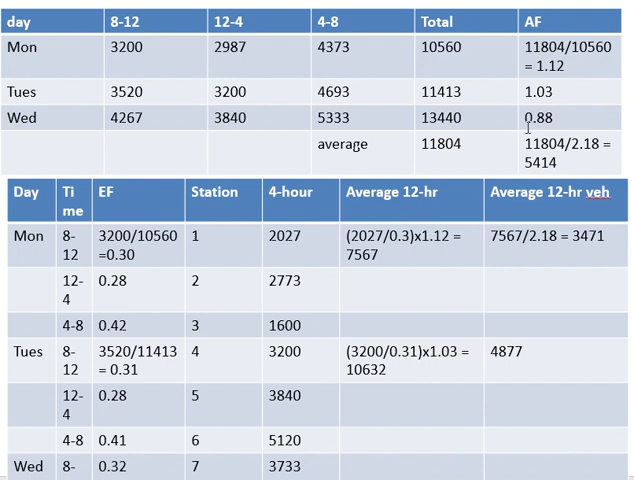 day 8-12 12-4 4-8 Total AF
Mon 3200 2987 4373 10560 11804/10560
= 1.12
Tues 3520 3200 4693 11413 1.03
Wed 4267 3840 5333 13440 0.88
average 11804 11804/2.18 =
5414
Day Ti EF Station 4-hour Average 12-hr Average 12-hr veh
me
Mon 8- 3200/10560 1 2027 (2027/0.3)x1.12 = 7567/2.18 = 3471
12 =0.30 7567
12- 0.28 2 2773
4
4-8 0.42 3 1600
Tues 8- 3520/11413 4 3200 (3200/0.31)x1.03 = 4877
12 = 0.31 10632
12- 0.28 5 3840
4
4-8 0.41 6 5120
Wed 8- 0.32 7 3733